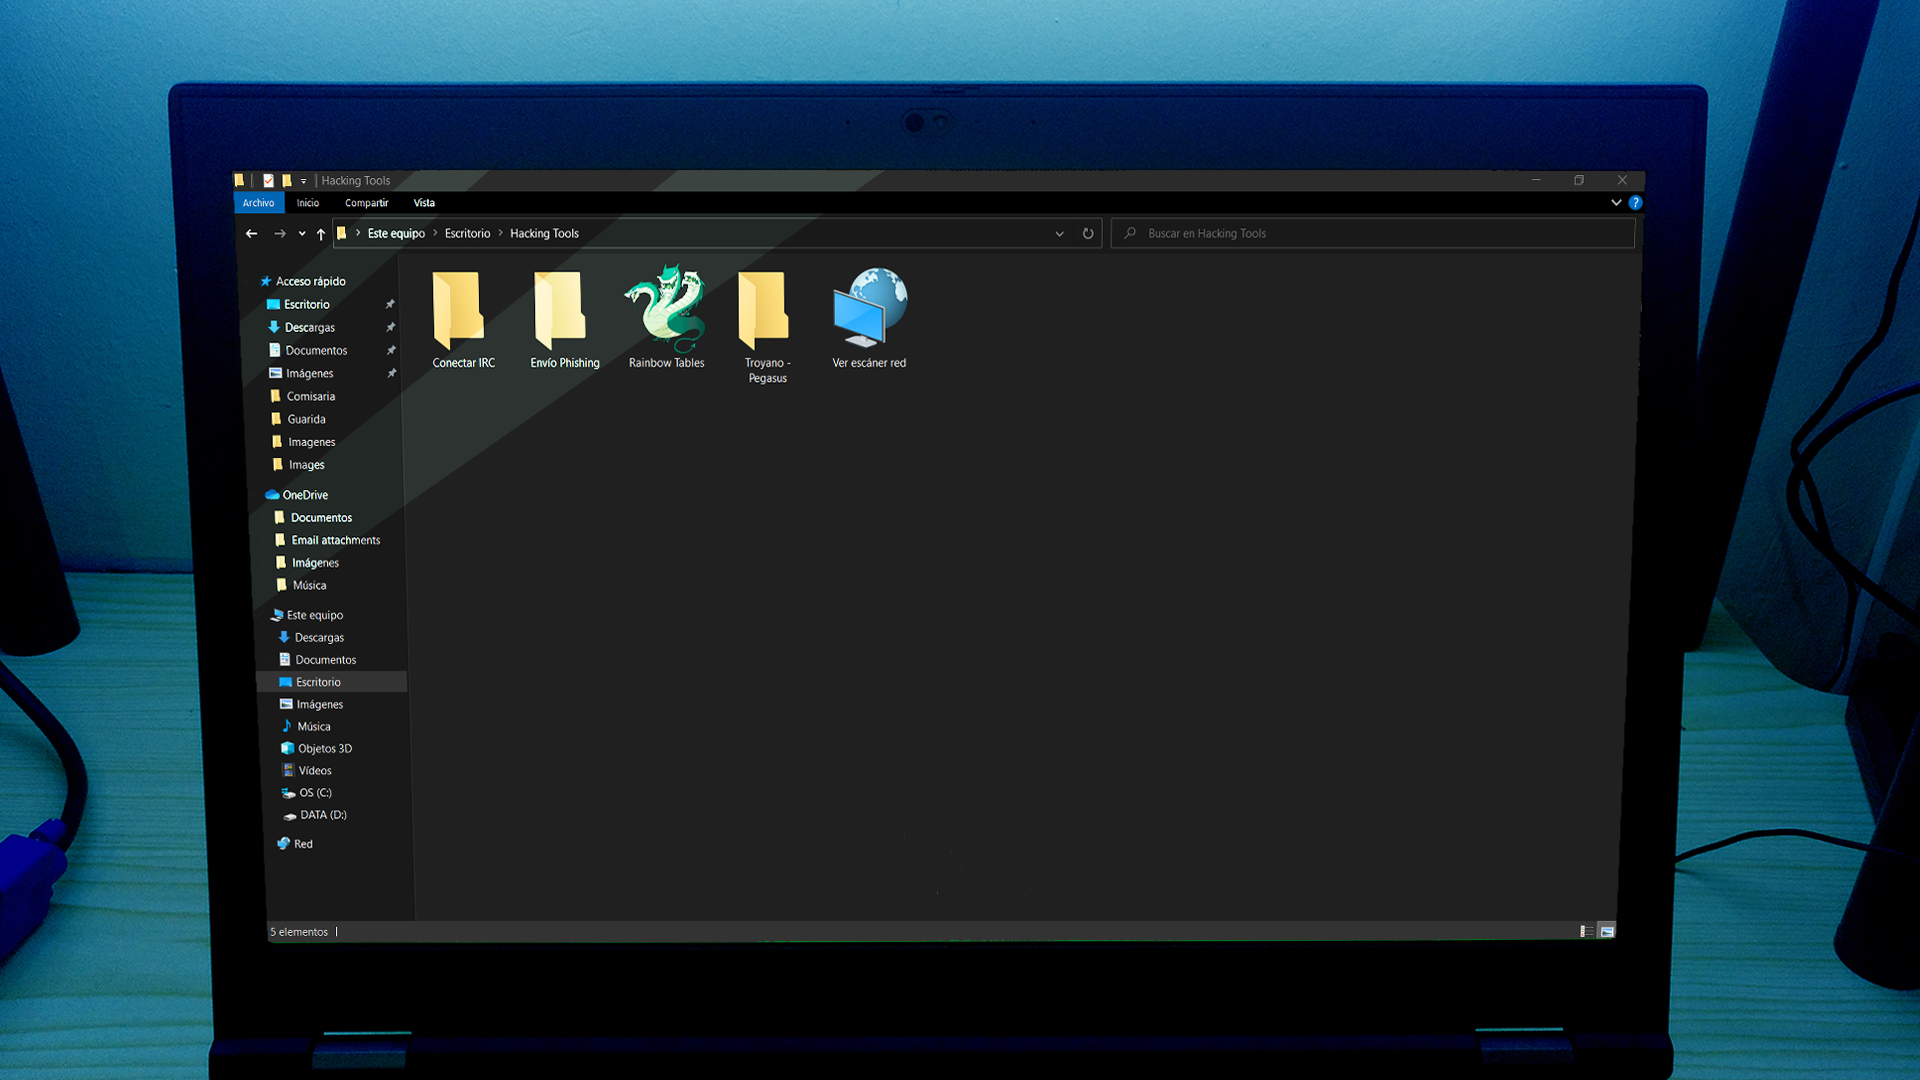 Hacking Tools
Archivo Inicio Compartir Vista
?
Este equipo Escritorio Hacking Tools
Buscar en Hacking Tools
Acceso rápido
Escritorio
Descargas
Documentos
Imágenes
Comisaria
Guarida
Imagenes
Images
OneDrive
Documentos
Email attachments
Imágenes
Música
Este equipo
Descargas
Documentos
Escritorio
Imágenes
Música
Objetos 3D
Vídeos
OS (C:)
DATA (D:)
Red
Conectar IRC
Envío Phishing
Rainbow Tables
Troyano -
Pegasus
Ver escáner red
5 elementos